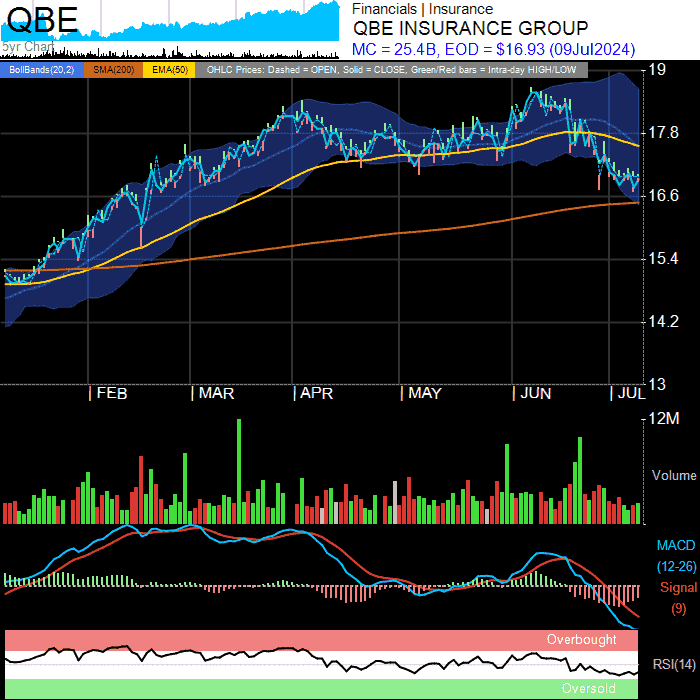 QBE
5yr Chart
Financials | Insurance
QBE INSURANCE GROUP
MC = 25.4B, EOD = $16.93 (09Jul2024)
BollBands(20,2) SMA(200) EMA(50) OHLC Prices: Dashed = OPEN, Solid = CLOSE, Green/Red bars = Intra-day HIGH/LOW
19
17.8
16.6
15.4
14.2
13
| FEB | MAR | APR | MAY | JUN | JUL
12M
Volume
MACD
(12-26)
Signal
(9)
Overbought
RSI(14)
Oversold